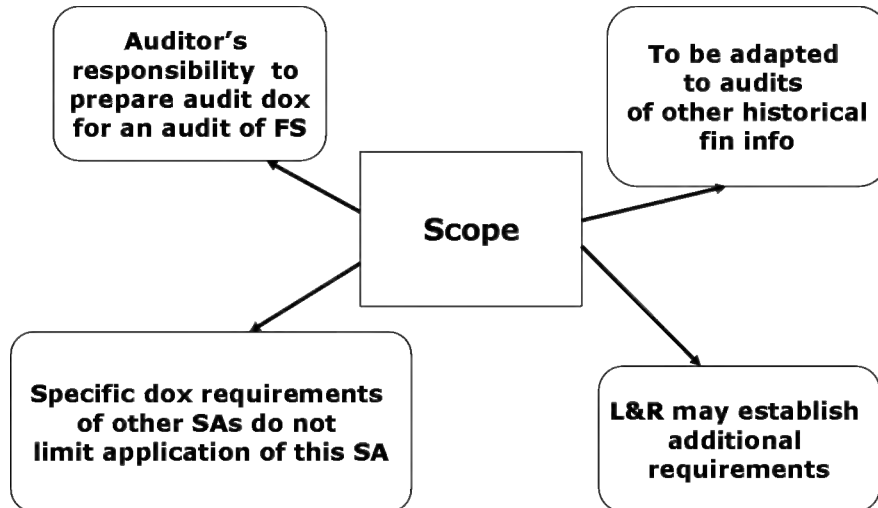 Auditor’s
responsibility to
prepare audit dox
for an audit of FS
To be adapted
to audits
of other historical
fin info
Scope
Specific dox requirements
of other SAs do not
limit application of this SA
L&R may establish
additional
requirements